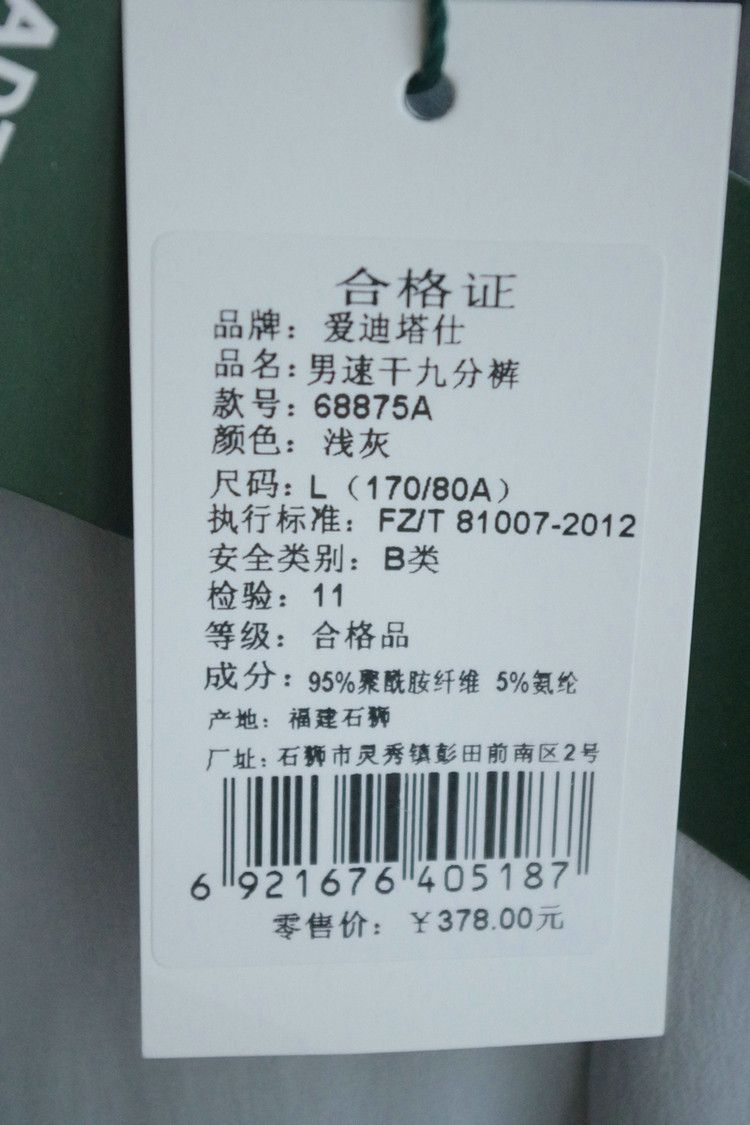 合格证
品牌： 爱迪塔仕
品名：男速干九分裤
款号：68875A
颜色： 浅灰
尺码：L（170/80A）
执行标准： FZ/T 81007-2012
安全类别： B类
检验： 11
等级： 合格品
成分：95%聚酰胺纤维 5%氨纶
产地： 福建石狮
厂址：石狮市灵秀镇彭田前南区2号
6 921676 405187
零售价： ￥378.00元